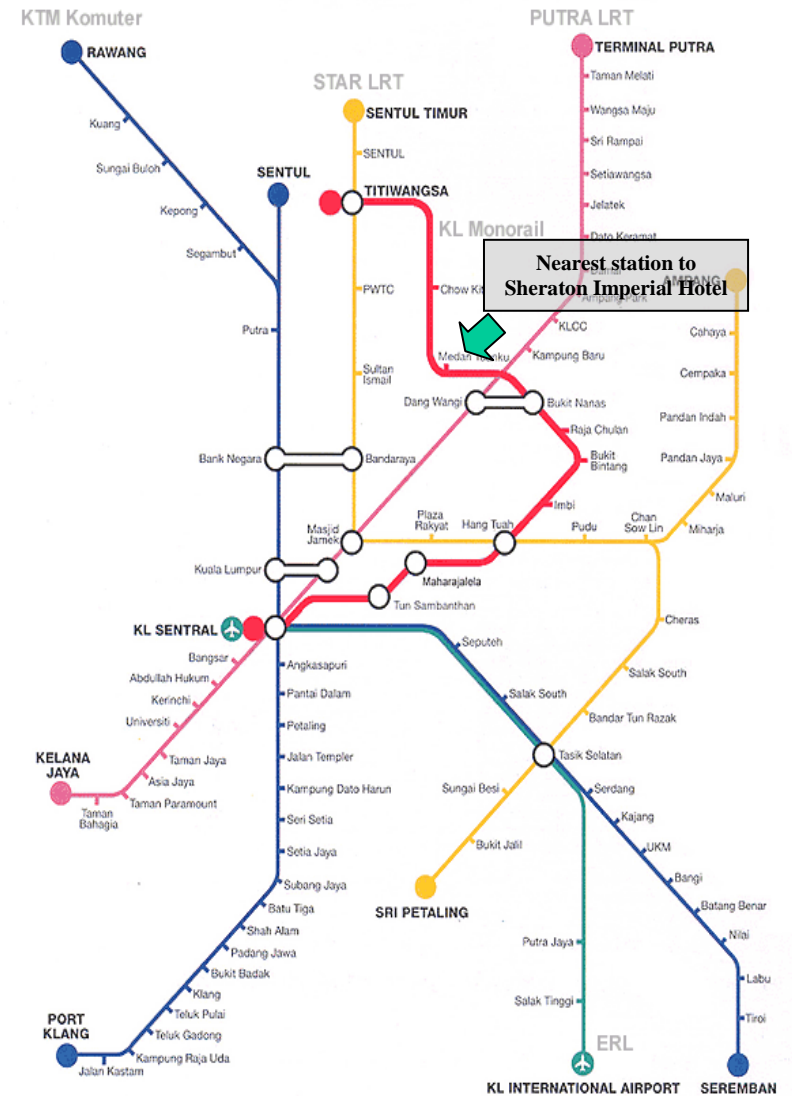 KTM Komuter
PUTRA LRT
RAWANG
TERMINAL PUTRA
STAR LRT
Taman Melati
SENTUL TIMUR
Wangsa Maju
Kuang
Sri Rampai
SENTUL
Sungai Buloh
SENTUL
Setiawangsa
TITIWANGSA
Kepong
Jelatek
KL Monorail
Dato Keramat
Segambut
Nearest station to
Sheraton Imperial Hotel
Damai
AMPANG
PWTC
Chow Kit
Ampang Park
Putra
KLCC
Cahaya
Medan Tuanku
Kampung Baru
Sultan
Ismail
Cempaka
Dang Wangi
Bukit Nanas
Pandan Indah
Raja Chulan
Bank Negara
Bandaraya
Bukit
Bintang
Pandan Jaya
Maluri
Imbi
Masjid
Jamek
Plaza
Rakyat
Hang Tuah
Pudu
Chan
Sow Lin
Miharja
Kuala Lumpur
Maharajalela
Tun Sambanthan
KL SENTRAL
Cheras
Seputeh
Bangsar
Angkasapuri
Salak South
Abdullah Hukum
Pantai Dalam
Salak South
Kerinchi
Universiti
Petaling
Bandar Tun Razak
KELANA
JAYA
Taman Jaya
Jalan Templer
Tasik Selatan
Asia Jaya
Kampung Dato Harun
Sungai Besi
Serdang
Taman Paramount
Taman
Bahagia
Seri Setia
Kajang
Bukit Jalil
UKM
Setia Jaya
Bangi
Subang Jaya
SRI PETALING
Batu Tiga
Batang Benar
Shah Alam
Nilai
Padang Jawa
Putra Jaya
Bukit Badak
Labu
Klang
Salak Tinggi
Teluk Pulai
Tiroi
PORT
KLANG
Teluk Gadong
ERL
Kampung Raja Uda
Jalan Kastam
KL INTERNATIONAL AIRPORT
SEREMBAN